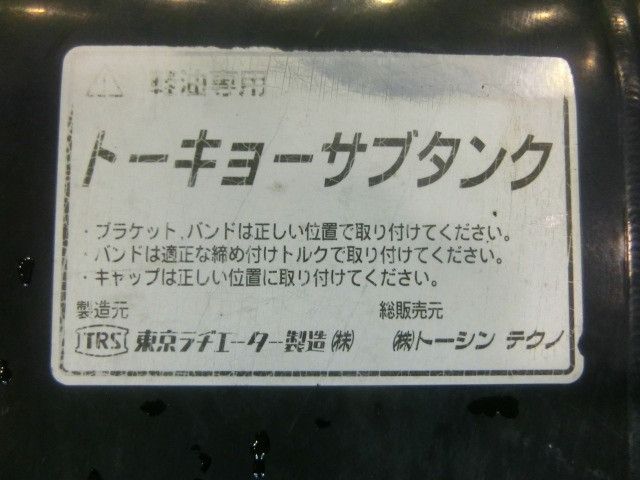 軽油専用
トーキョーサブタンク
・ブラケット、バンドは正しい位置で取り付けてください。
・バンドは適正な締め付けトルクで取り付けてください。
・キャップは正しい位置に取り付けてください。
製造元 総販売元
TRS 東京ラヂエーター製造㈱ ㈱トーシン テクノ